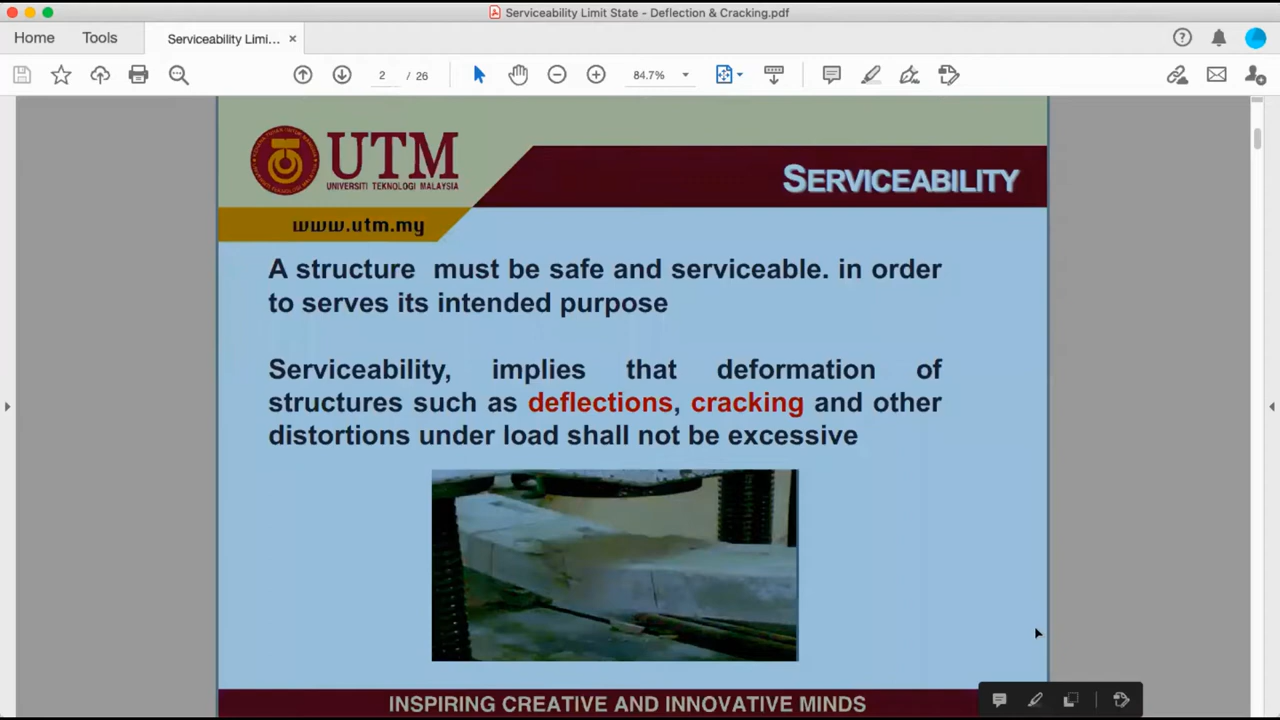 Serviceability Limit State - Deflection & Cracking.pdf
Home Tools Serviceability Limi... ×
2 / 26 84.7%
UTM
UNIVERSITI TEKNOLOGI MALAYSIA
SERVICEABILITY
www.utm.my
A structure must be safe and serviceable. in order
to serves its intended purpose
Serviceability, implies that deformation of
structures such as deflections, cracking and other
distortions under load shall not be excessive
INSPIRING CREATIVE AND INNOVATIVE MINDS